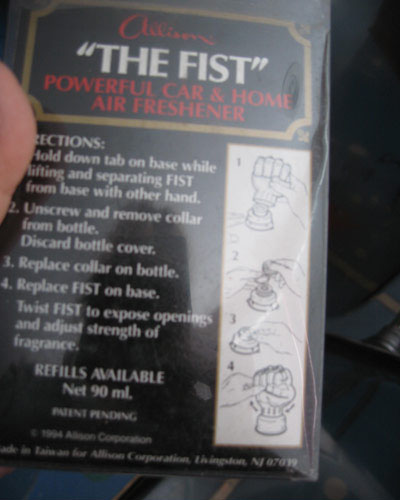 Allison
"THE FIST"
POWERFUL CAR & HOME
AIR FRESHENER
RECTIONS:
Hold down tab on base while
lifting and separating FIST
from base with other hand.
2. Unscrew and remove collar
from bottle.
Discard bottle cover.
3. Replace collar on bottle.
4. Replace FIST on base.
Twist FIST to expose openings
and adjust strength of
fragrance.
REFILLS AVAILABLE
Net 90 ml.
PATENT PENDING
© 1994 Allison Corporation
ade in Taiwan for Allison Corporation, Livingston, NJ 07039
1
2
3
4